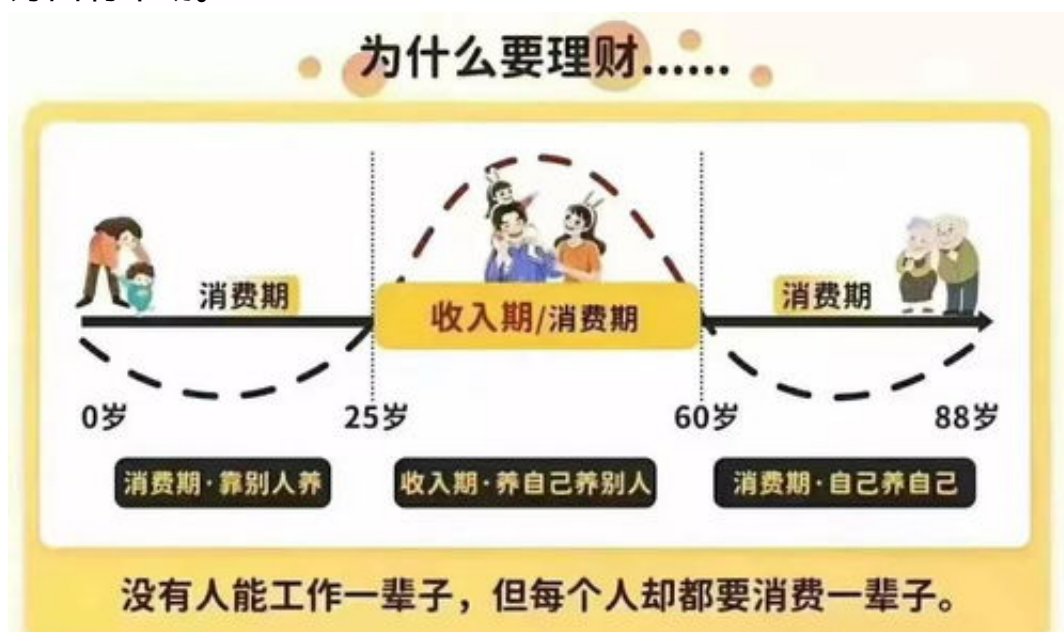 为什么要理财......
消费期
收入期/消费期
消费期
0岁
25岁
60岁
88岁
消费期·靠别人养
收入期·养自己养别人
消费期·自己养自己
没有人能工作一辈子，但每个人却都要消费一辈子。